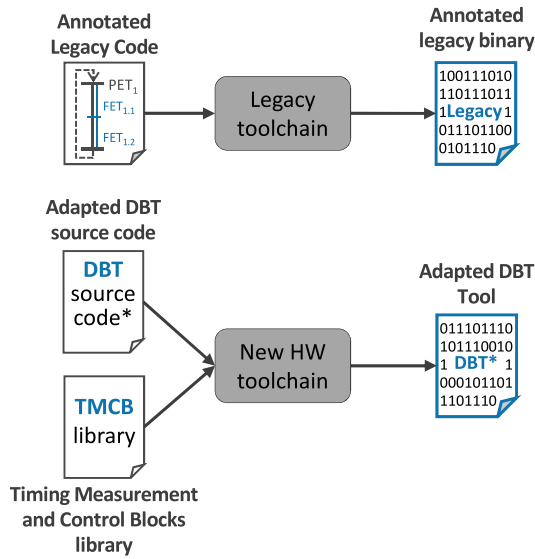 Annotated
Legacy Code
PET1
FET1.1
FET1.2
Legacy
toolchain
Annotated
legacy binary
100111010
110111011
1Legacy 1
011101100
0101110
Adapted DBT
source code
DBT
source
code*
TMCB
library
Timing Measurement
and Control Blocks
library
New HW
toolchain
Adapted DBT
Tool
011101110
101110010
1 DBT* 1
000101101
1101110